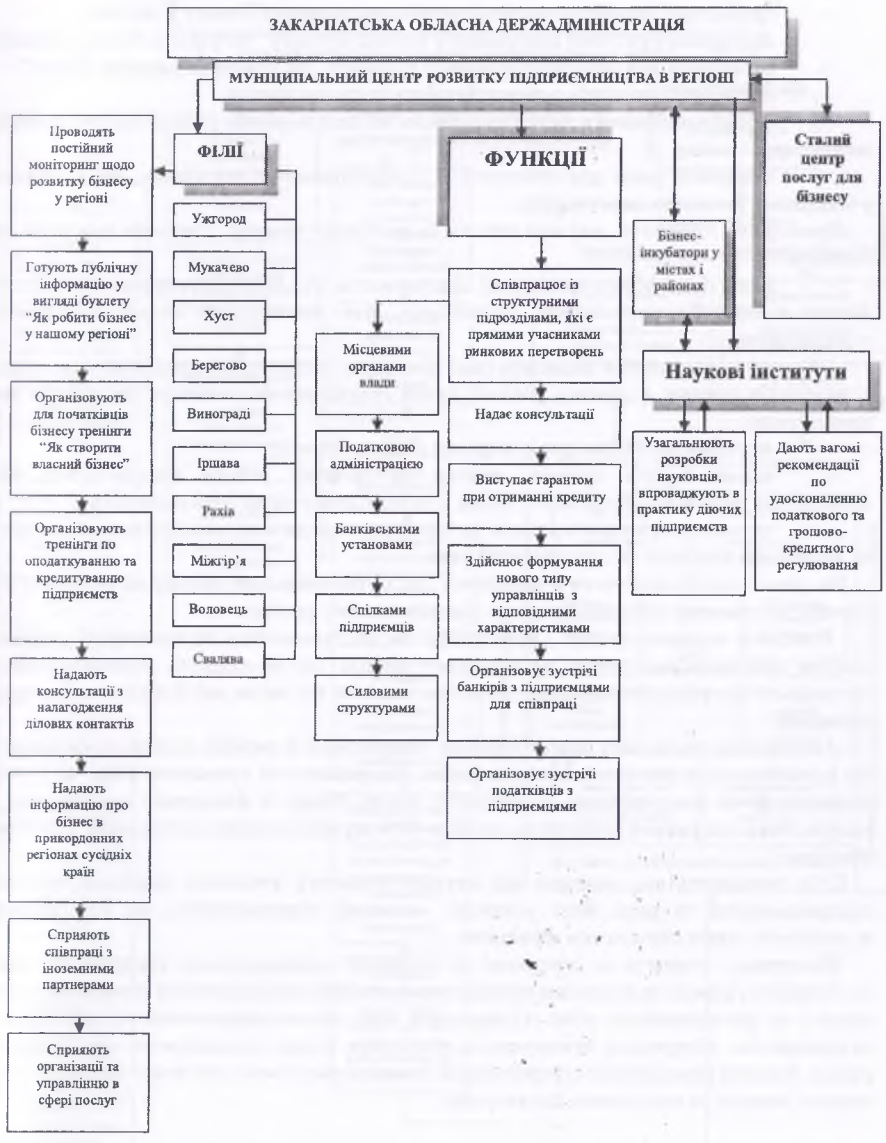 ЗАКАРПАТСЬКА ОБЛАСНА ДЕРЖАДМІНІСТРАЦІЯ
МУНІЦИПАЛЬНИЙ ЦЕНТР РОЗВИТКУ ПІДПРИЄМНИЦТВА В РЕГІОНІ
Проводять
постійний
моніторинг щодо
розвитку бізнесу
у регіоні
Готують публічну
інформацію у
вигляді буклету
“Як робити бізнес
у нашому регіоні”
Організовують
для початківців
бізнесу тренінги
“Як створити
власний бізнес”
Організовують
тренінги по
оподаткуванню та
кредитуванню
підприємств
Надають
консультації з
налагодження
ділових контактів
Надають
інформацію про
бізнес в
прикордонних
регіонах сусідніх
країн
Сприяють
співпраці з
іноземними
партнерами
Сприяють
організації та
управлінню в
сфері послуг
ФІЛІЇ
Ужгород
Мукачево
Хуст
Берегово
Винограді
Іршава
Рахів
Міжгір’я
Воловець
Свалява
Місцевими
органами
влади
Податковою
адміністрацією
Банківськими
установами
Спілками
підприємців
Силовими
структурами
ФУНКЦІЇ
Співпрацює із
структурними
підрозділами, які є
прямими учасниками
ринкових перетворень
Надає консультації
Виступає гарантом
при отриманні кредиту
Здійснює формування
нового типу
управлінців з
відповідними
характеристиками
Організовує зустрічі
банкірів з підприємцями
для співпраці
Організовує зустрічі
податківців з
підприємцями
Бізнес-
інкубатори у
містах і
районах
Сталий
центр
послуг для
бізнесу
Наукові інститути
Узагальнюють
розробки
науковців,
впроваджують в
практику діючих
підприємств
Дають вагомі
рекомендації
по
удосконаленню
податкового та
грошово-
кредитного
регулювання